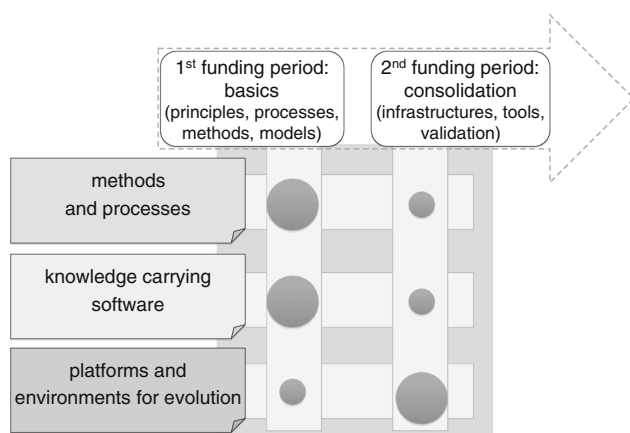 1st funding period:
basics
(principles, processes,
methods, models)
2nd funding period:
consolidation
(infrastructures, tools,
validation)
methods
and processes
knowledge carrying
software
platforms and
environments for evolution